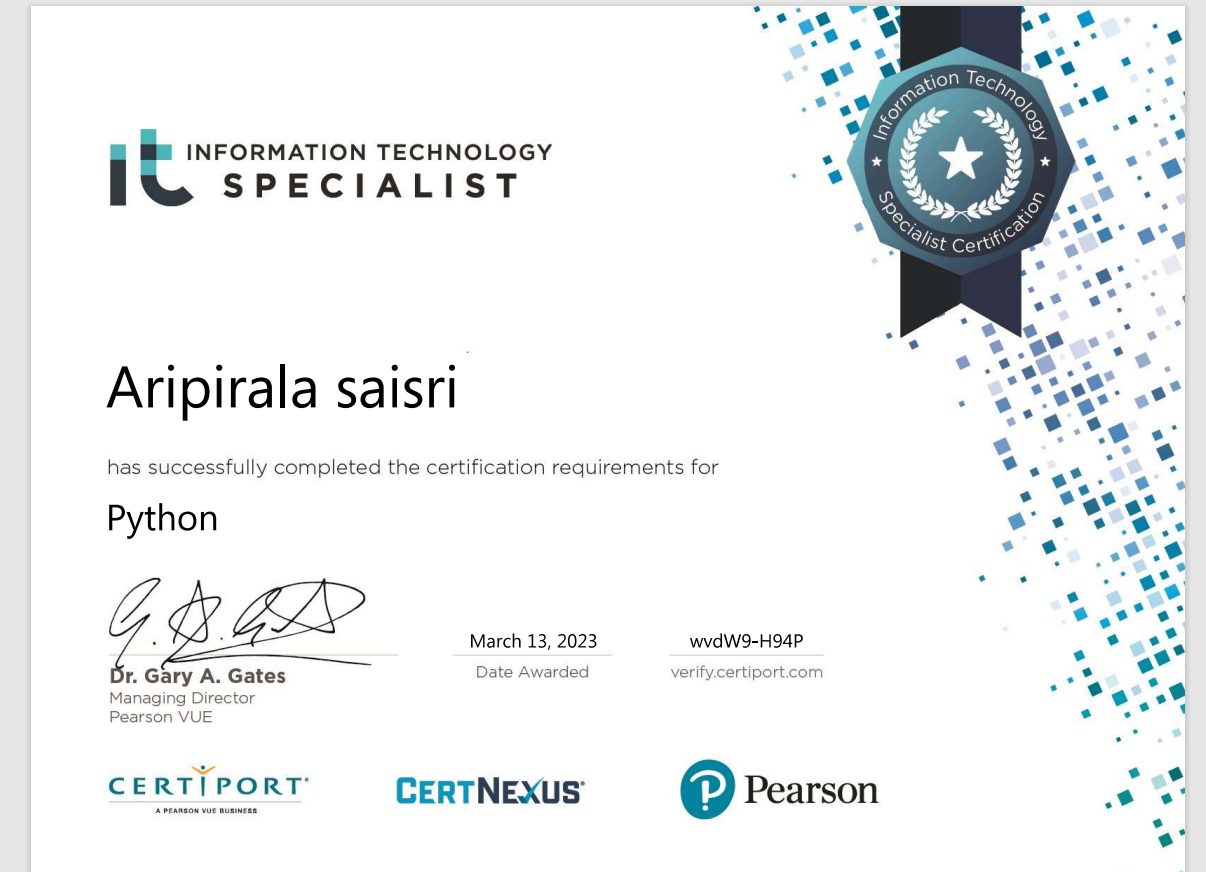 it INFORMATION TECHNOLOGY
SPECIALIST
Information Technology
Specialist Certification
Aripirala saisri
has successfully completed the certification requirements for
Python
March 13, 2023
wvdW9-H94P
Dr. Gary A. Gates
Date Awarded
verify.certiport.com
Managing Director
Pearson VUE
CERTIPORT
A PEARSON VUE BUSINESS
CERTNEXUS
P Pearson